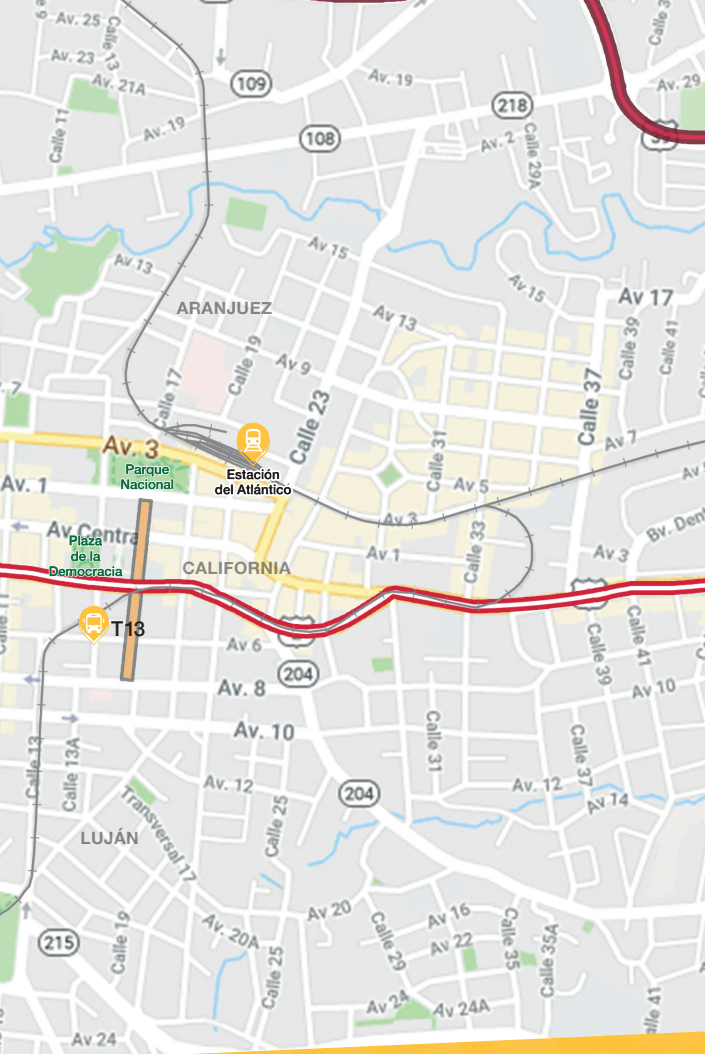 Av. 25
Calle 13
Av. 23
Av. 21A
109
Av. 19
218
Av. 29
Calle 11
Av. 19
108
Av. 2
Calle 29A
Av 15
Av 13
Av 15
Av 17
ARANJUEZ
Av 13
Calle 39
Calle 41
Calle 19
Av 9
Calle 17
Calle 23
Calle 37
Av. 3
Calle 31
Av 7
Parque
Nacional
Estación
del Atlántico
Av. 1
Av 5
Av 3
Av Contra
Plaza
de la
Democracia
CALIFORNIA
Av 1
Calle 33
Av 3
T13
Av 6
204
Calle 39
Calle 41
Av. 8
Av 10
Av. 10
Calle 13
Calle 13A
Calle 31
Calle 37
Av. 12
204
Av. 12
Av 14
Transversal 17
Calle 25
LUJÁN
Av 20
Av 16
Calle 19
Av. 20A
Calle 29
Av 22
Calle 35
Calle 35A
215
Calle 25
Av 24
Av 24A
Calle 41
Av 24